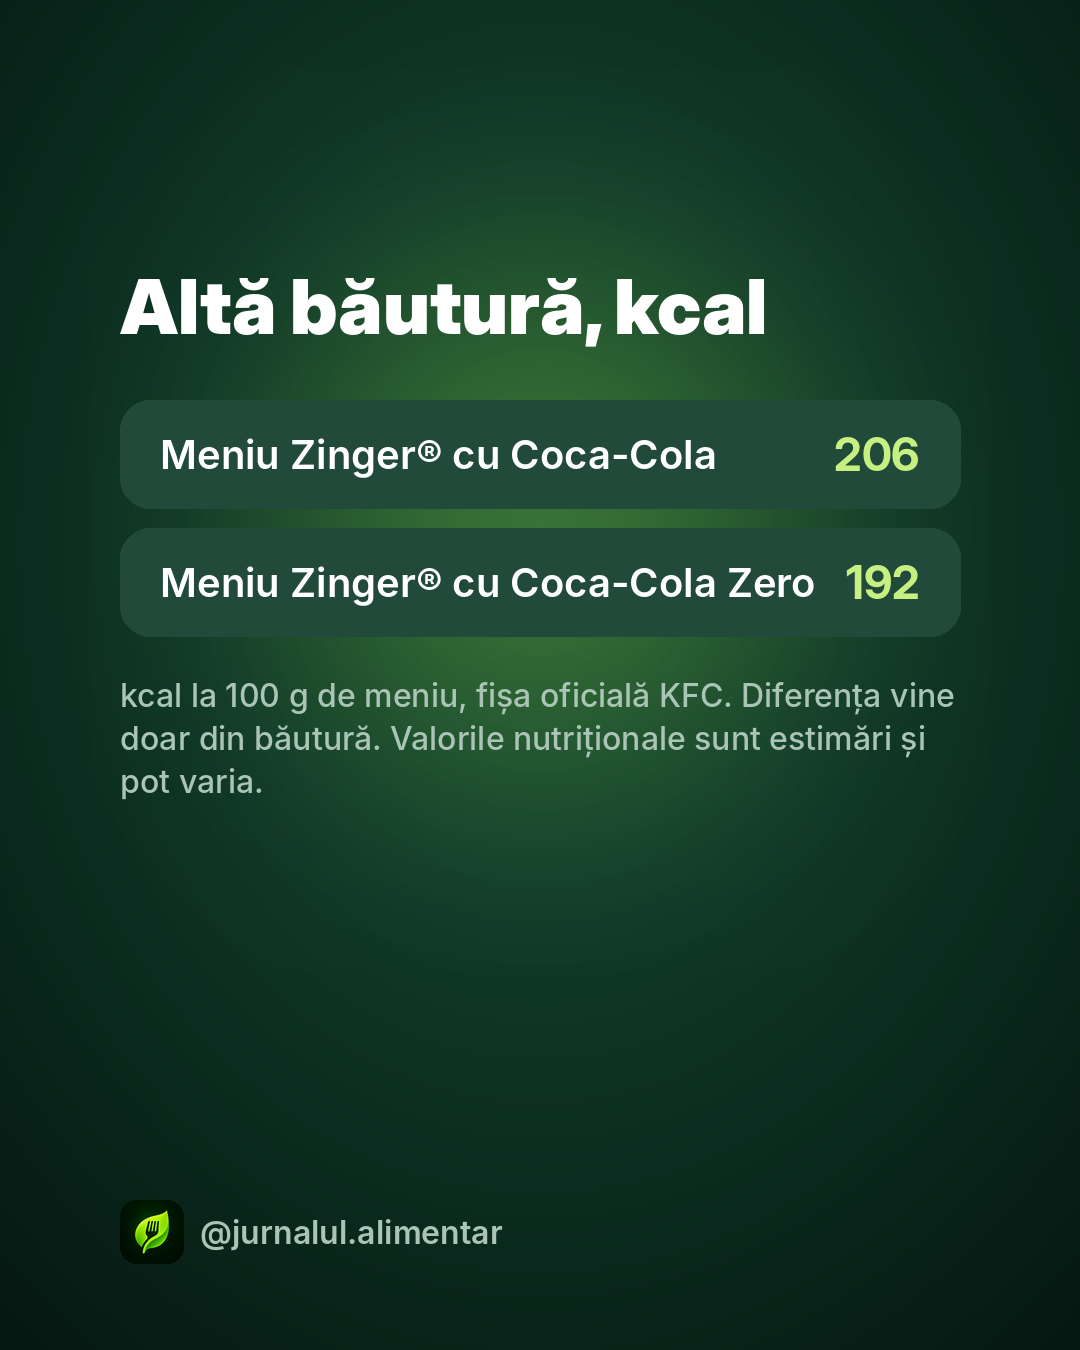 Altă băutură, kcal
Meniu Zinger® cu Coca-Cola 206
Meniu Zinger® cu Coca-Cola Zero 192
kcal la 100 g de meniu, fișa oficială KFC. Diferența vine
doar din băutură. Valorile nutriționale sunt estimări și
pot varia.
@jurnalul.alimentar